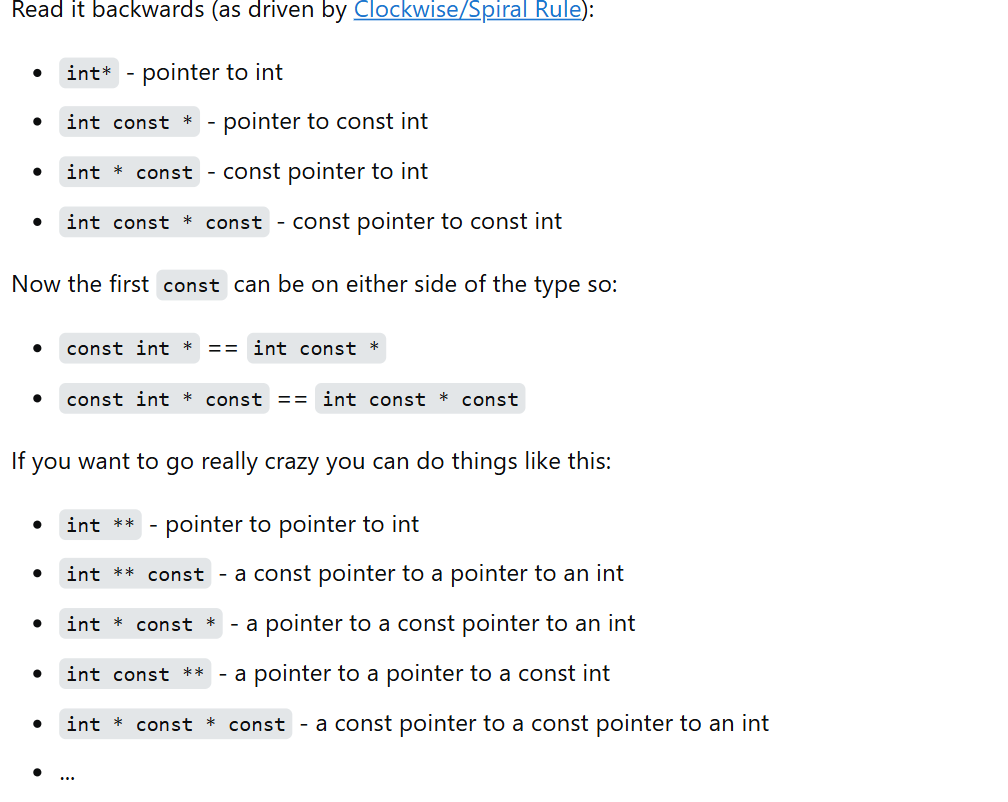 Read it backwards (as driven by Clockwise/Spiral Rule):
• int* - pointer to int
• int const * - pointer to const int
• int * const - const pointer to int
• int const * const - const pointer to const int
Now the first const can be on either side of the type so:
• const int * == int const *
• const int * const == int const * const
If you want to go really crazy you can do things like this:
• int ** - pointer to pointer to int
• int ** const - a const pointer to a pointer to an int
• int * const * - a pointer to a const pointer to an int
• int const ** - a pointer to a pointer to a const int
• int * const * const - a const pointer to a const pointer to an int
• ...